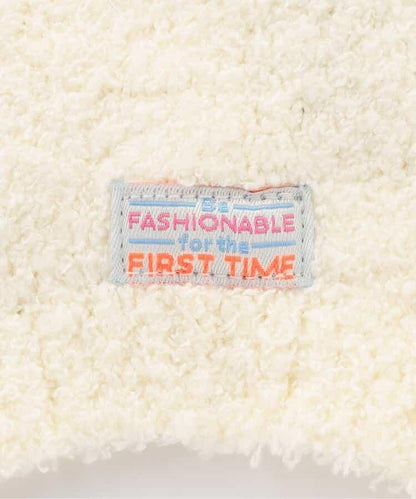 Be
FASHIONABLE
for the
FIRST TIME